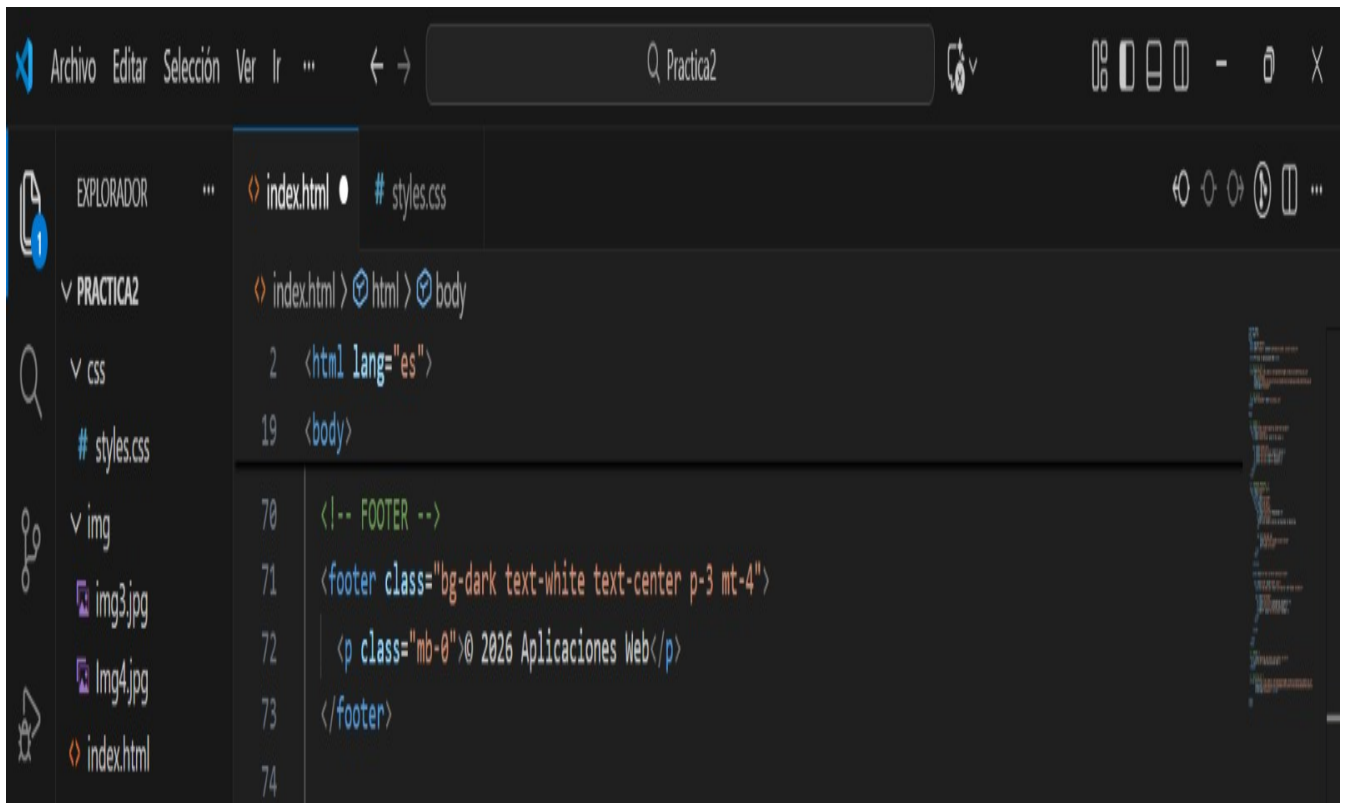 Archivo Editar Selección Ver Ir ··· Practica2
EXPLORADOR ···
PRACTICA2
css
# styles.css
img
img3.jpg
Img4.jpg
index.html
1
index.html ● # styles.css
index.html > html > body
2 <html lang="es">
19 <body>
70 <!-- FOOTER -->
71 <footer class="bg-dark text-white text-center p-3 mt-4">
72 <p class="mb-0">© 2026 Aplicaciones Web</p>
73 </footer>
74